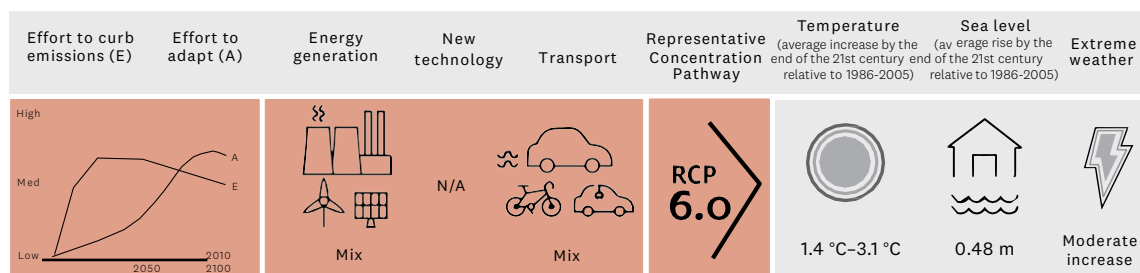 Effort to curb
emissions (E)
Effort to
adapt (A)
Energy
generation
New
technology
Transport
Representative
Concentration
Pathway
Temperature
(average increase by the
end of the 21st century
relative to 1986-2005)
Sea level
(av erage rise by the
end of the 21st century
relative to 1986-2005)
Extreme
weather
High
Med
Low
A
E
2010
2050
2100
Mix
N/A
Mix
RCP
6.0
1.4 °C–3.1 °C
0.48 m
Moderate
increase